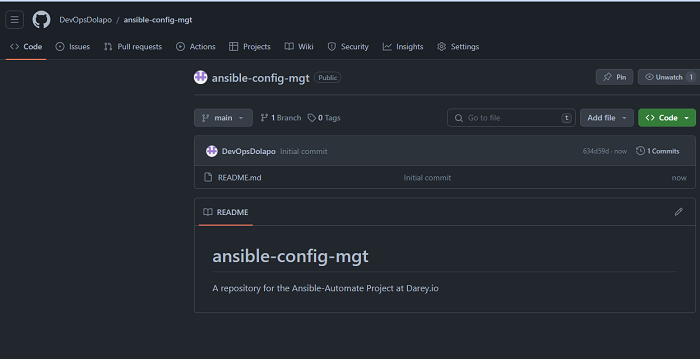 DevOpsDolapo / ansible-config-mgt
Code Issues Pull requests Actions Projects Wiki Security Insights Settings
ansible-config-mgt Public Pin Unwatch 1
main 1 Branch 0 Tags Go to file t Add file Code
DevOpsDolapo Initial commit 634d59d · now 1 Commits
README.md Initial commit now
README
ansible-config-mgt
A repository for the Ansible-Automate Project at Darey.io